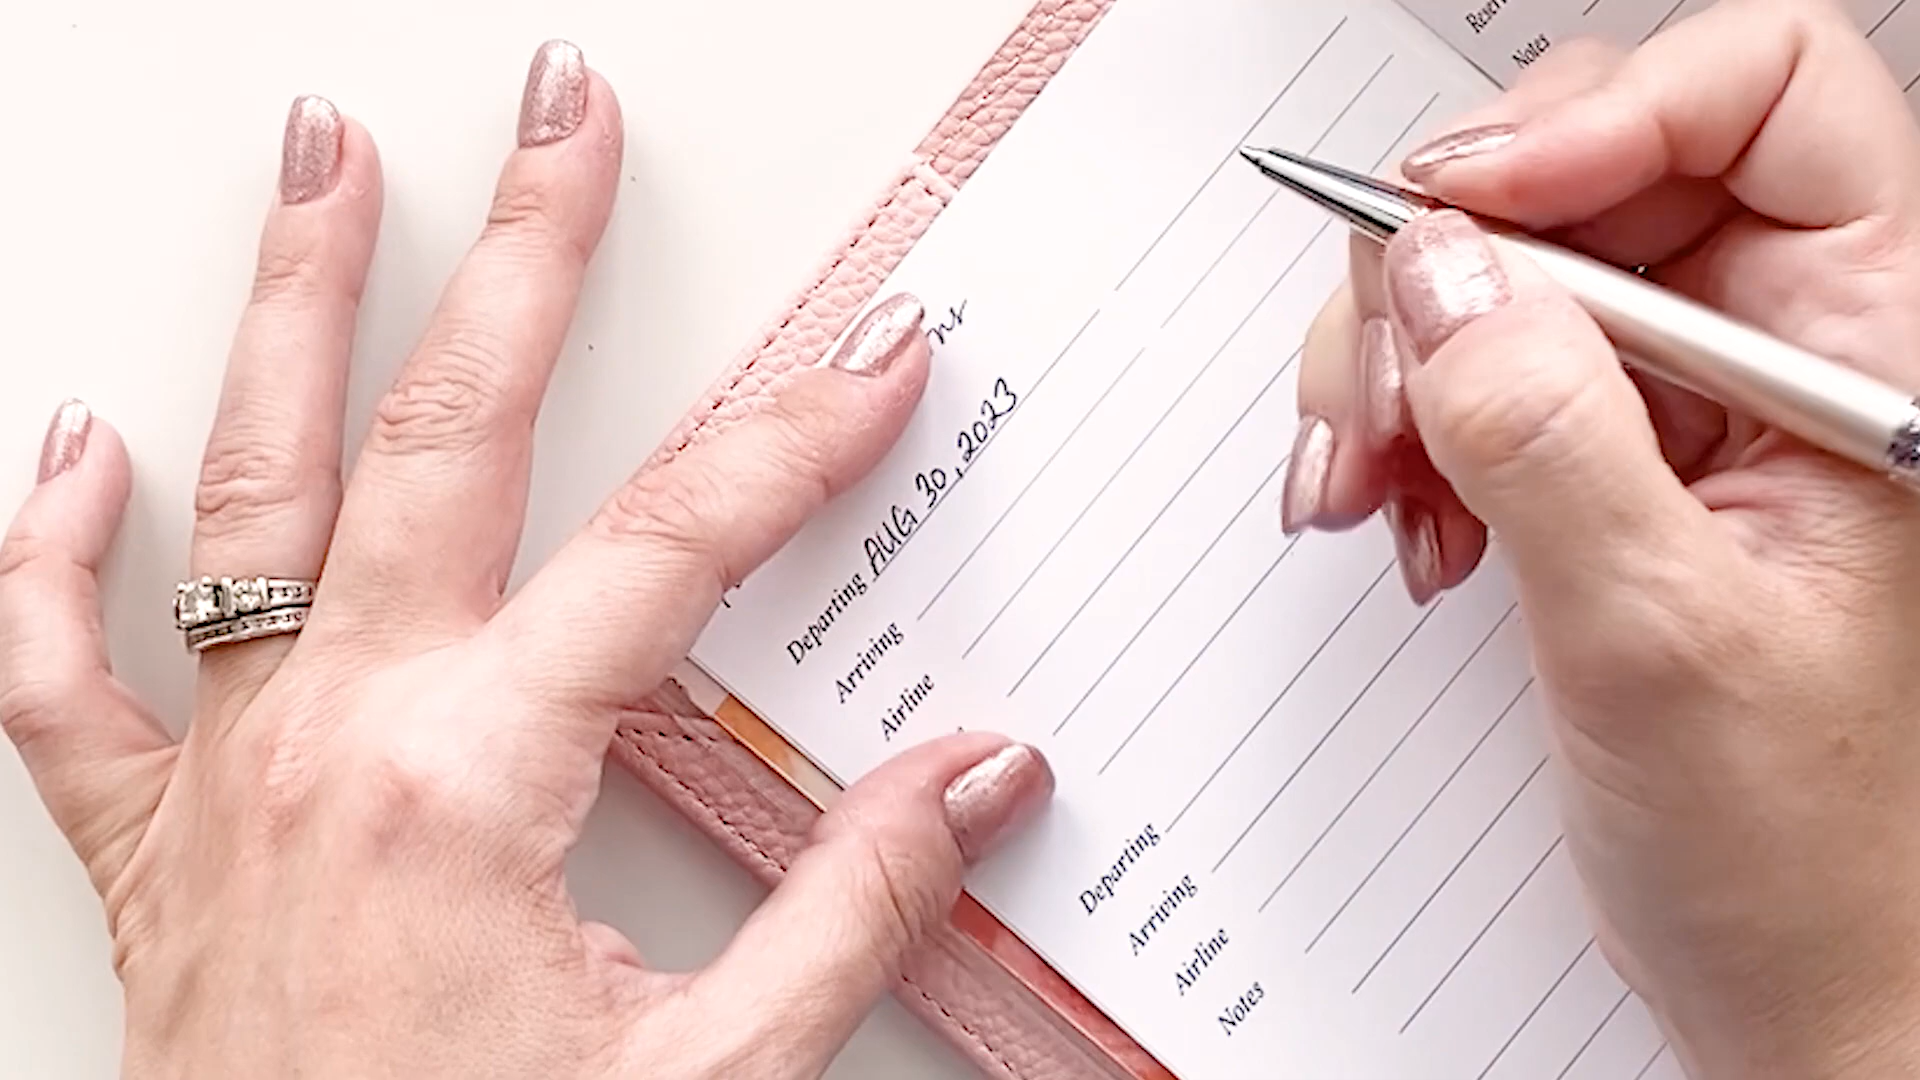 Departing AUG 30, 2023
Arriving
Airline
Departing
Arriving
Airline
Notes
Notes